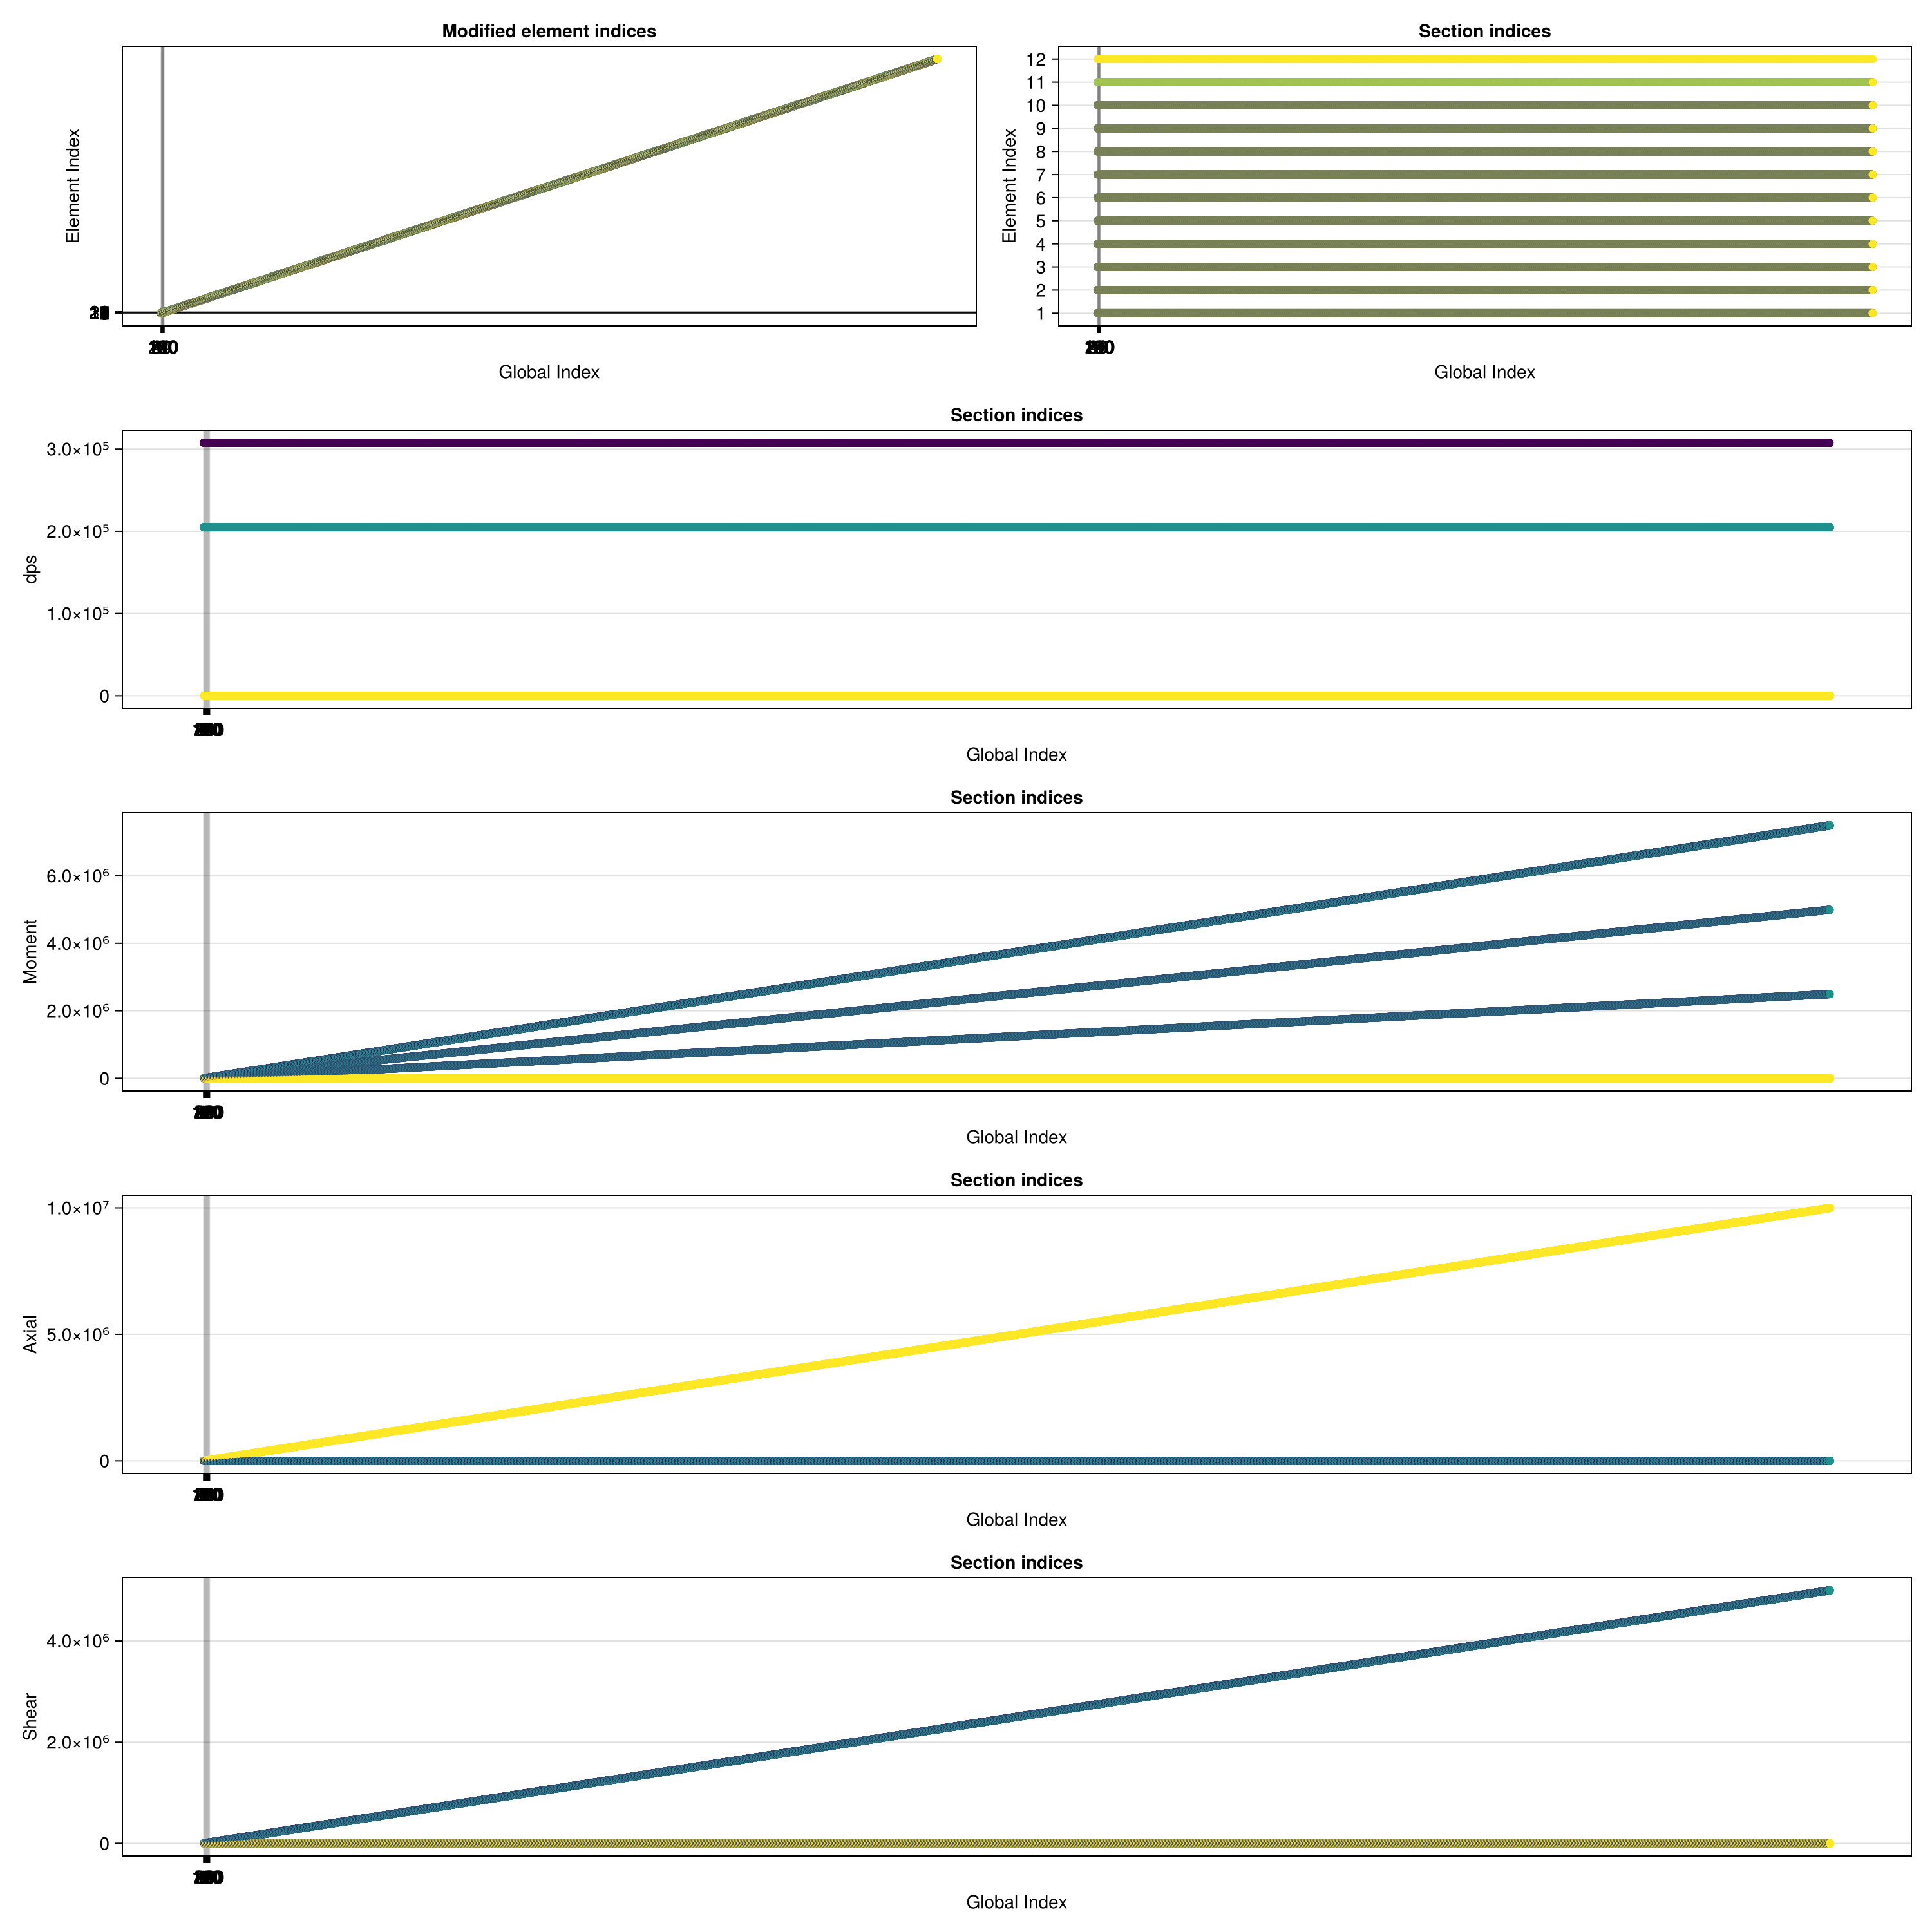 Modified element indices
Element Index
Global Index
Section indices
12
11
10
9
8
7
6
5
4
3
2
1
Element Index
Global Index
Section indices
3.0×10⁵
2.0×10⁵
1.0×10⁵
0
dps
Global Index
Section indices
6.0×10⁶
4.0×10⁶
2.0×10⁶
0
Moment
Global Index
Section indices
1.0×10⁷
5.0×10⁶
0
Axial
Global Index
Section indices
4.0×10⁶
2.0×10⁶
0
Shear
Global Index